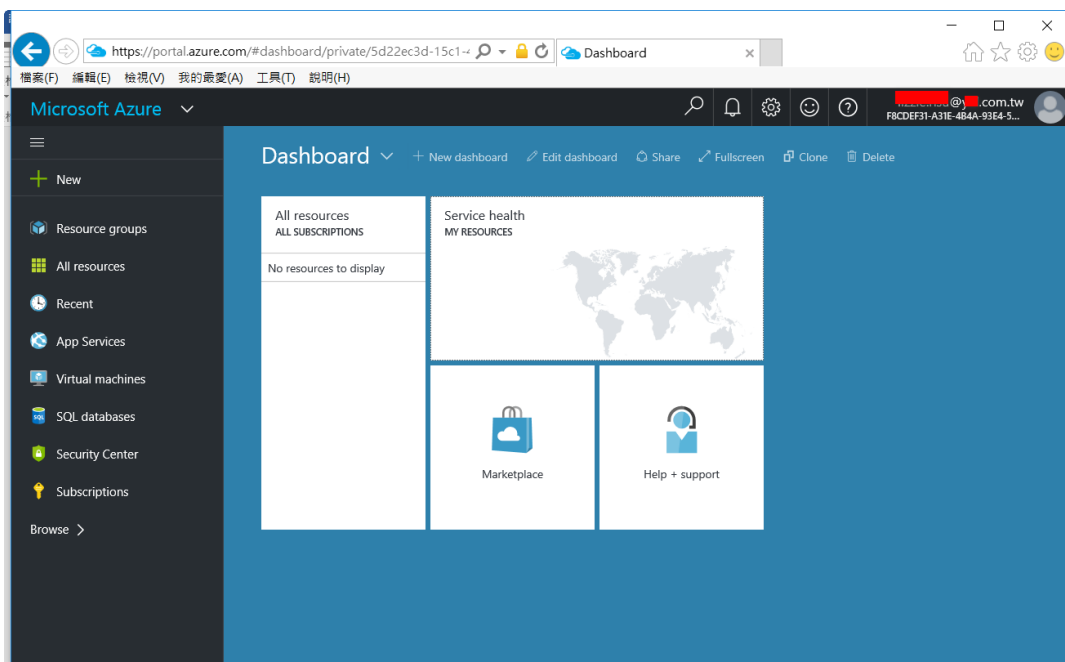 https://portal.azure.com/#dashboard/private/5d22ec3d-15c1-4
Dashboard
檔案(F) 編輯(E) 檢視(V) 我的最愛(A) 工具(T) 說明(H)
Microsoft Azure
@y .com.tw
F8CDEF31-A31E-4B4A-93E4-5...
Dashboard
New dashboard
Edit dashboard
Share
Fullscreen
Clone
Delete
New
Resource groups
All resources
Recent
App Services
Virtual machines
SQL databases
Security Center
Subscriptions
Browse
All resources
ALL SUBSCRIPTIONS
No resources to display
Service health
MY RESOURCES
Marketplace
Help + support